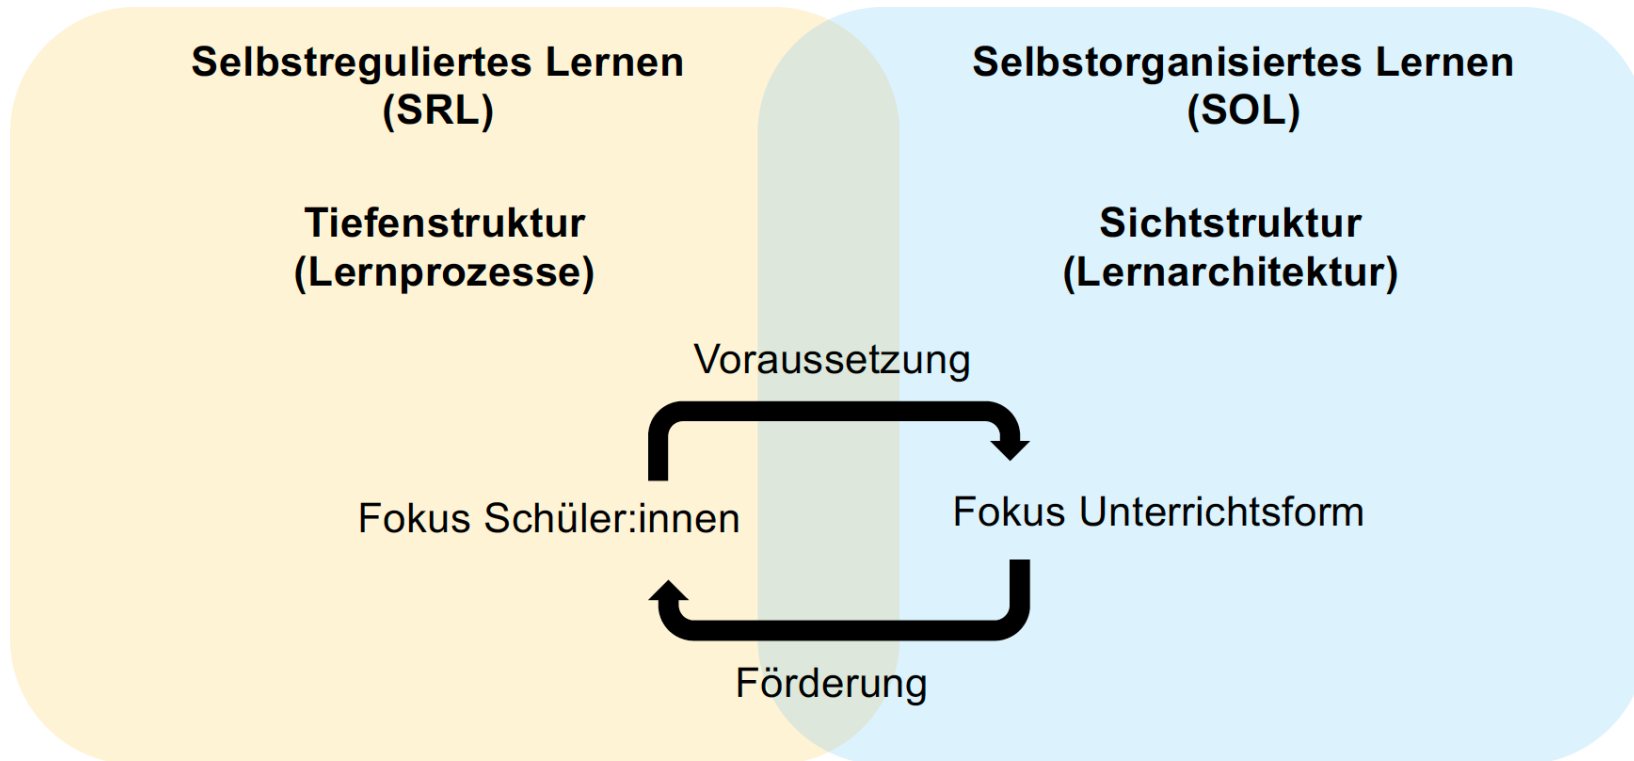 Selbstreguliertes Lernen
(SRL)
Selbstorganisiertes Lernen
(SOL)
Tiefenstruktur
(Lernprozesse)
Sichtstruktur
(Lernarchitektur)
Voraussetzung
Fokus Schüler:innen
Fokus Unterrichtsform
Förderung